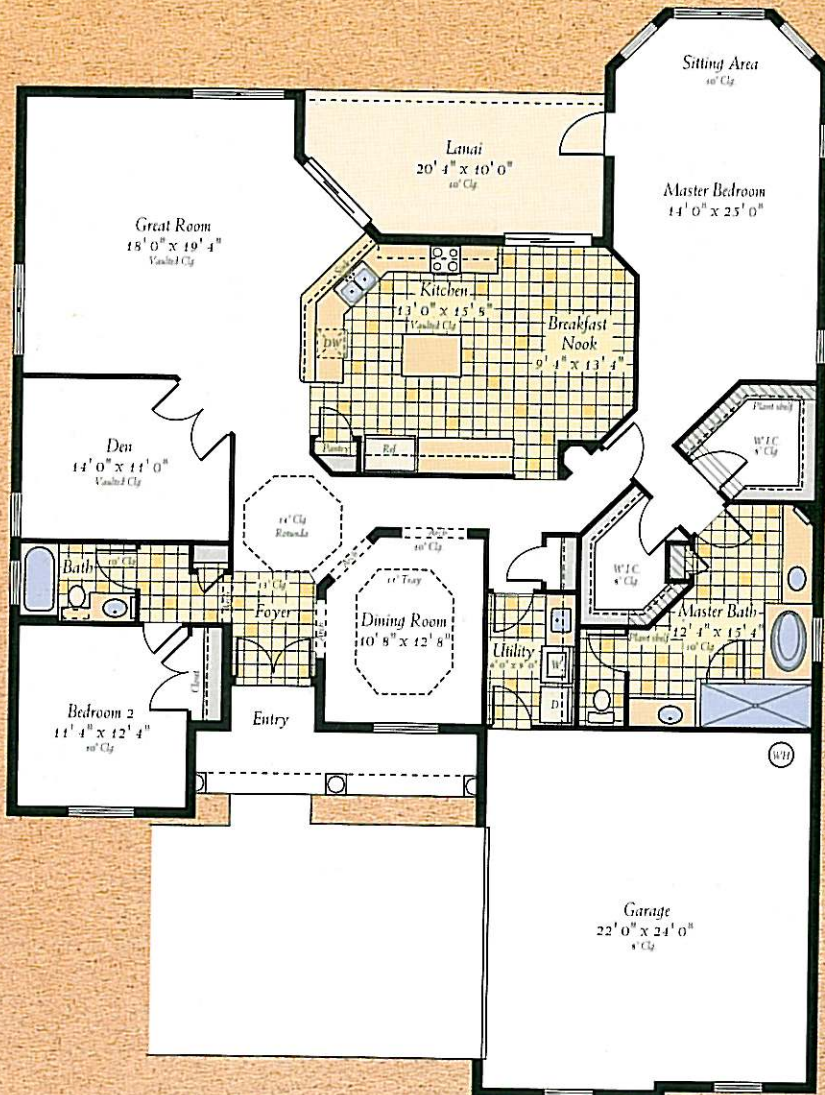 Sitting Area
10' Clg
Lanai
20' 4" x 10' 0"
10' Clg
Master Bedroom
14' 0" x 25' 0"
Great Room
18' 0" x 19' 4"
Vaulted Clg
Sink
Kitchen
13' 0" x 15' 8"
Vaulted Clg
DW
Breakfast
Nook
9' 4" x 13' 4"
Plant shelf
W I C
8' Clg
Den
14' 0" x 11' 0"
Vaulted Clg
Pantry
Ref
14' Clg
Rotunda
Arch
10' Clg
Arch
W I C
8' Clg
Bath
10' Clg
11' Tray
Foyer
Dining Room
10' 8" x 12' 8"
Utility
Master Bath
12' 4" x 15' 4"
10' Clg
Plant shelf
W
D
Closet
Bedroom 2
11' 4" x 12' 4"
10' Clg
Entry
WH
Garage
22' 0" x 24' 0"
8' Clg